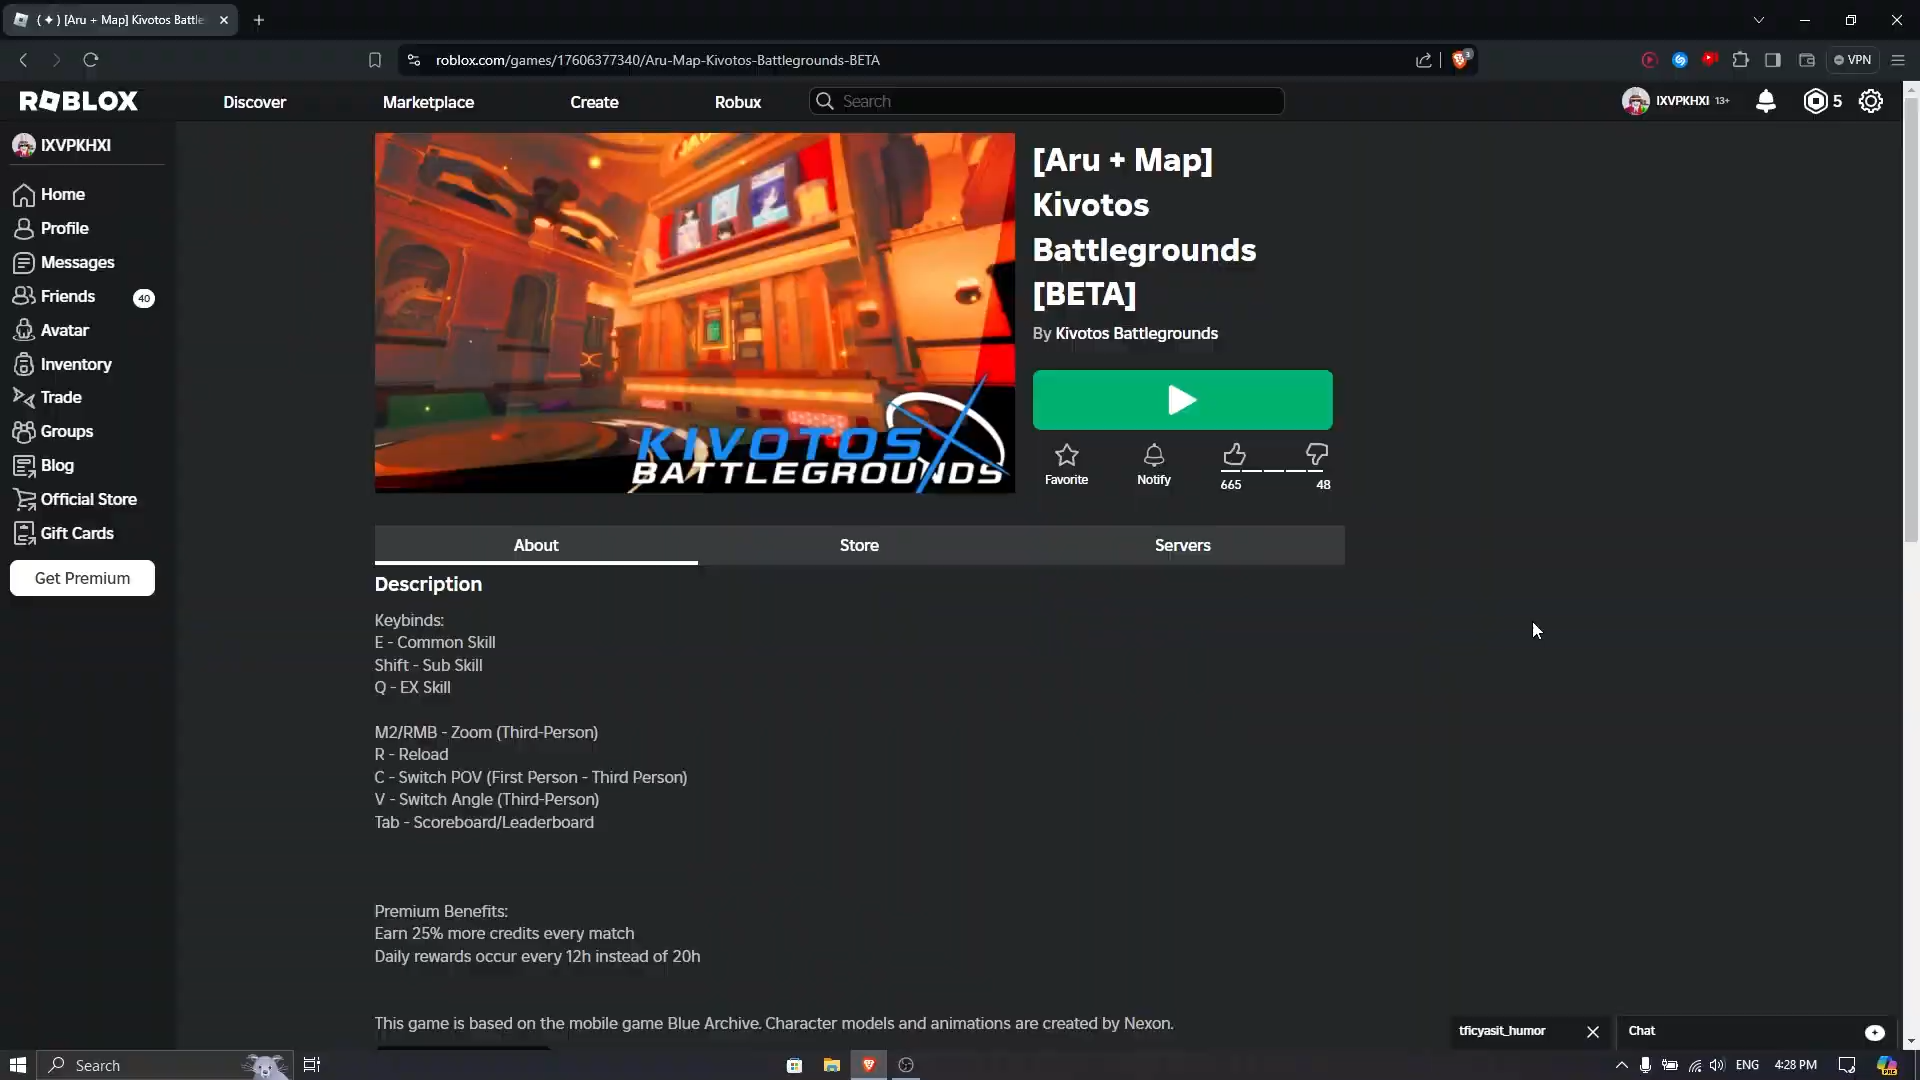 ( ✦ ) [Aru + Map] Kivotos Battle
roblox.com/games/17606377340/Aru-Map-Kivotos-Battlegrounds-BETA
3
VPN
ROBLOX
Discover
Marketplace
Create
Robux
Search
IXVPKHXI 13+
5
IXVPKHXI
Home
Profile
Messages
Friends
40
Avatar
Inventory
Trade
Groups
Blog
Official Store
Gift Cards
Get Premium
KIVOTOS
BATTLEGROUNDS
[Aru + Map]
Kivotos
Battlegrounds
[BETA]
By Kivotos Battlegrounds
Favorite
Notify
665
48
About
Store
Servers
Description
Keybinds:
E - Common Skill
Shift - Sub Skill
Q - EX Skill
M2/RMB - Zoom (Third-Person)
R - Reload
C - Switch POV (First Person - Third Person)
V - Switch Angle (Third-Person)
Tab - Scoreboard/Leaderboard
Premium Benefits:
Earn 25% more credits every match
Daily rewards occur every 12h instead of 20h
This game is based on the mobile game Blue Archive. Character models and animations are created by Nexon.
tficyasit_humor
Chat
Search
ENG
4:28 PM